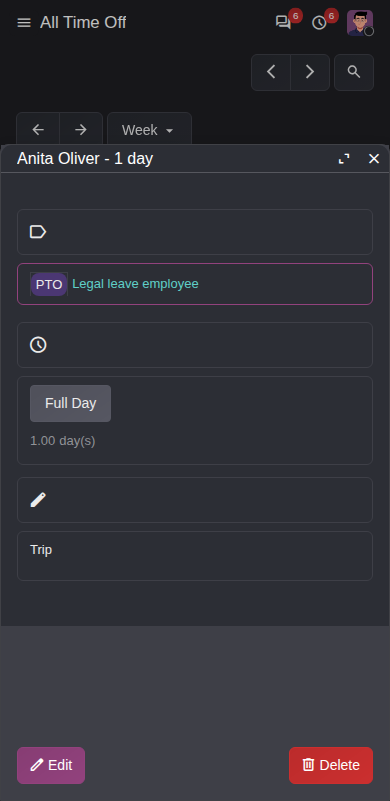 All Time Off
6
6
Week
Anita Oliver - 1 day
PTO Legal leave employee
Full Day
1.00 day(s)
Trip
Edit
Delete